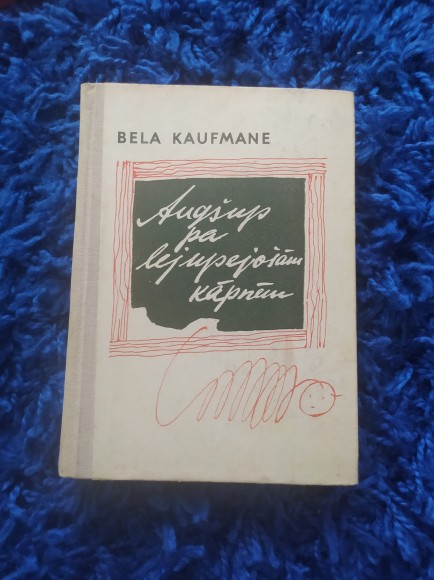 BELA KAUFMANE
Augšup
pa
lejupejošām
kāpnēm